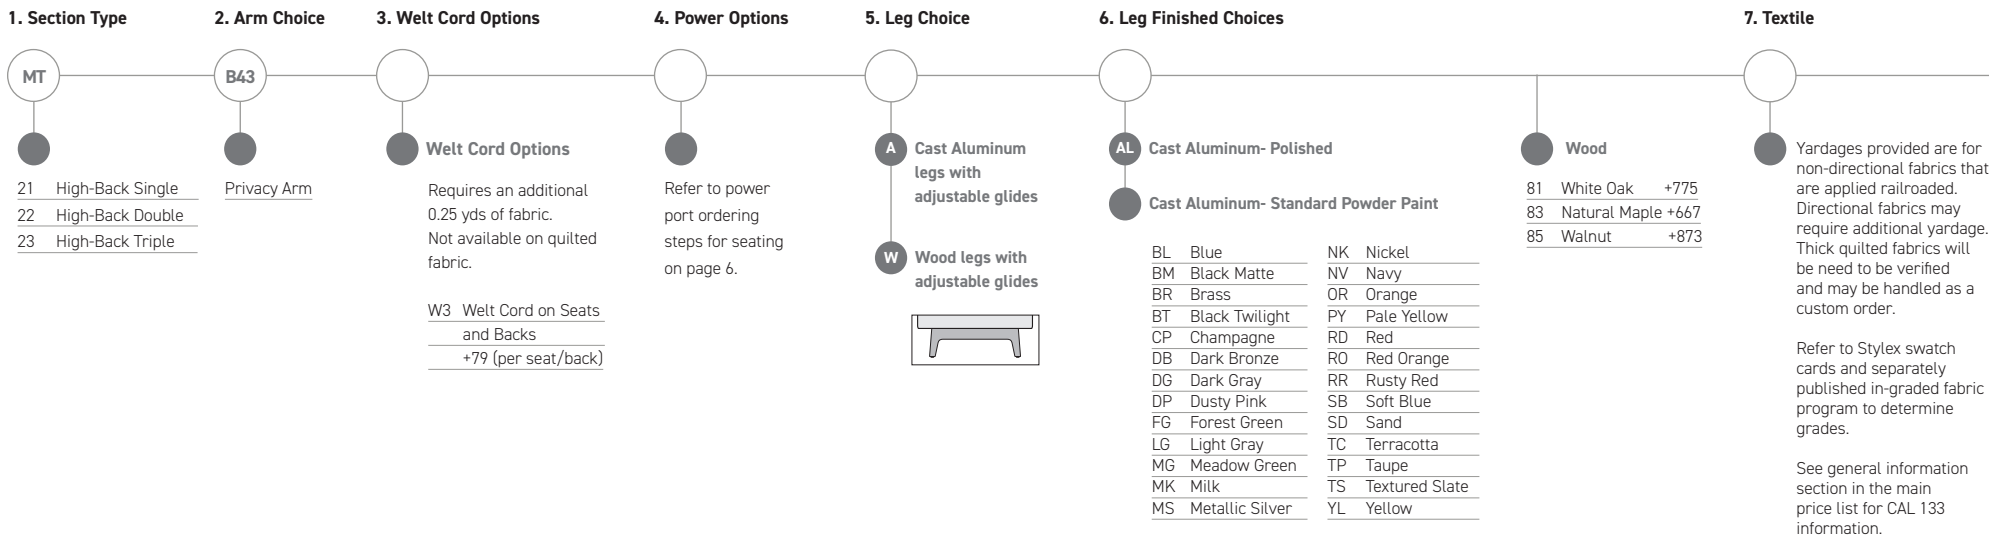 1. Section Type
MT
21 High-Back Single
22 High-Back Double
23 High-Back Triple
2. Arm Choice
B43
Privacy Arm
3. Welt Cord Options
Welt Cord Options
Requires an additional
0.25 yds of fabric.
Not available on quilted
fabric.
W3 Welt Cord on Seats
and Backs
+79 (per seat/back)
4. Power Options
Refer to power
port ordering
steps for seating
on page 6.
5. Leg Choice
A Cast Aluminum
legs with
adjustable glides
W Wood legs with
adjustable glides
6. Leg Finished Choices
AL Cast Aluminum- Polished
Cast Aluminum- Standard Powder Paint
BL Blue
BM Black Matte
BR Brass
BT Black Twilight
CP Champagne
DB Dark Bronze
DG Dark Gray
DP Dusty Pink
FG Forest Green
LG Light Gray
MG Meadow Green
MK Milk
MS Metallic Silver
NK Nickel
NV Navy
OR Orange
PY Pale Yellow
RD Red
RO Red Orange
RR Rusty Red
SB Soft Blue
SD Sand
TC Terracotta
TP Taupe
TS Textured Slate
YL Yellow
Wood
81 White Oak +775
83 Natural Maple +667
85 Walnut +873
7. Textile
Yardages provided are for
non-directional fabrics that
are applied railroaded.
Directional fabrics may
require additional yardage.
Thick quilted fabrics will
be need to be verified
and may be handled as a
custom order.
Refer to Stylex swatch
cards and separately
published in-graded fabric
program to determine
grades.
See general information
section in the main
price list for CAL 133
information.